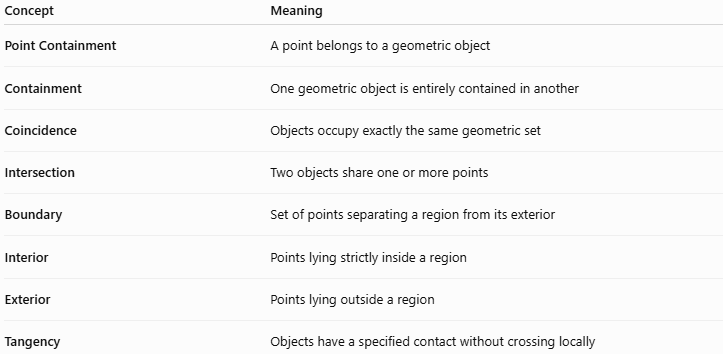 Concept Meaning
Point Containment A point belongs to a geometric object
Containment One geometric object is entirely contained in another
Coincidence Objects occupy exactly the same geometric set
Intersection Two objects share one or more points
Boundary Set of points separating a region from its exterior
Interior Points lying strictly inside a region
Exterior Points lying outside a region
Tangency Objects have a specified contact without crossing locally